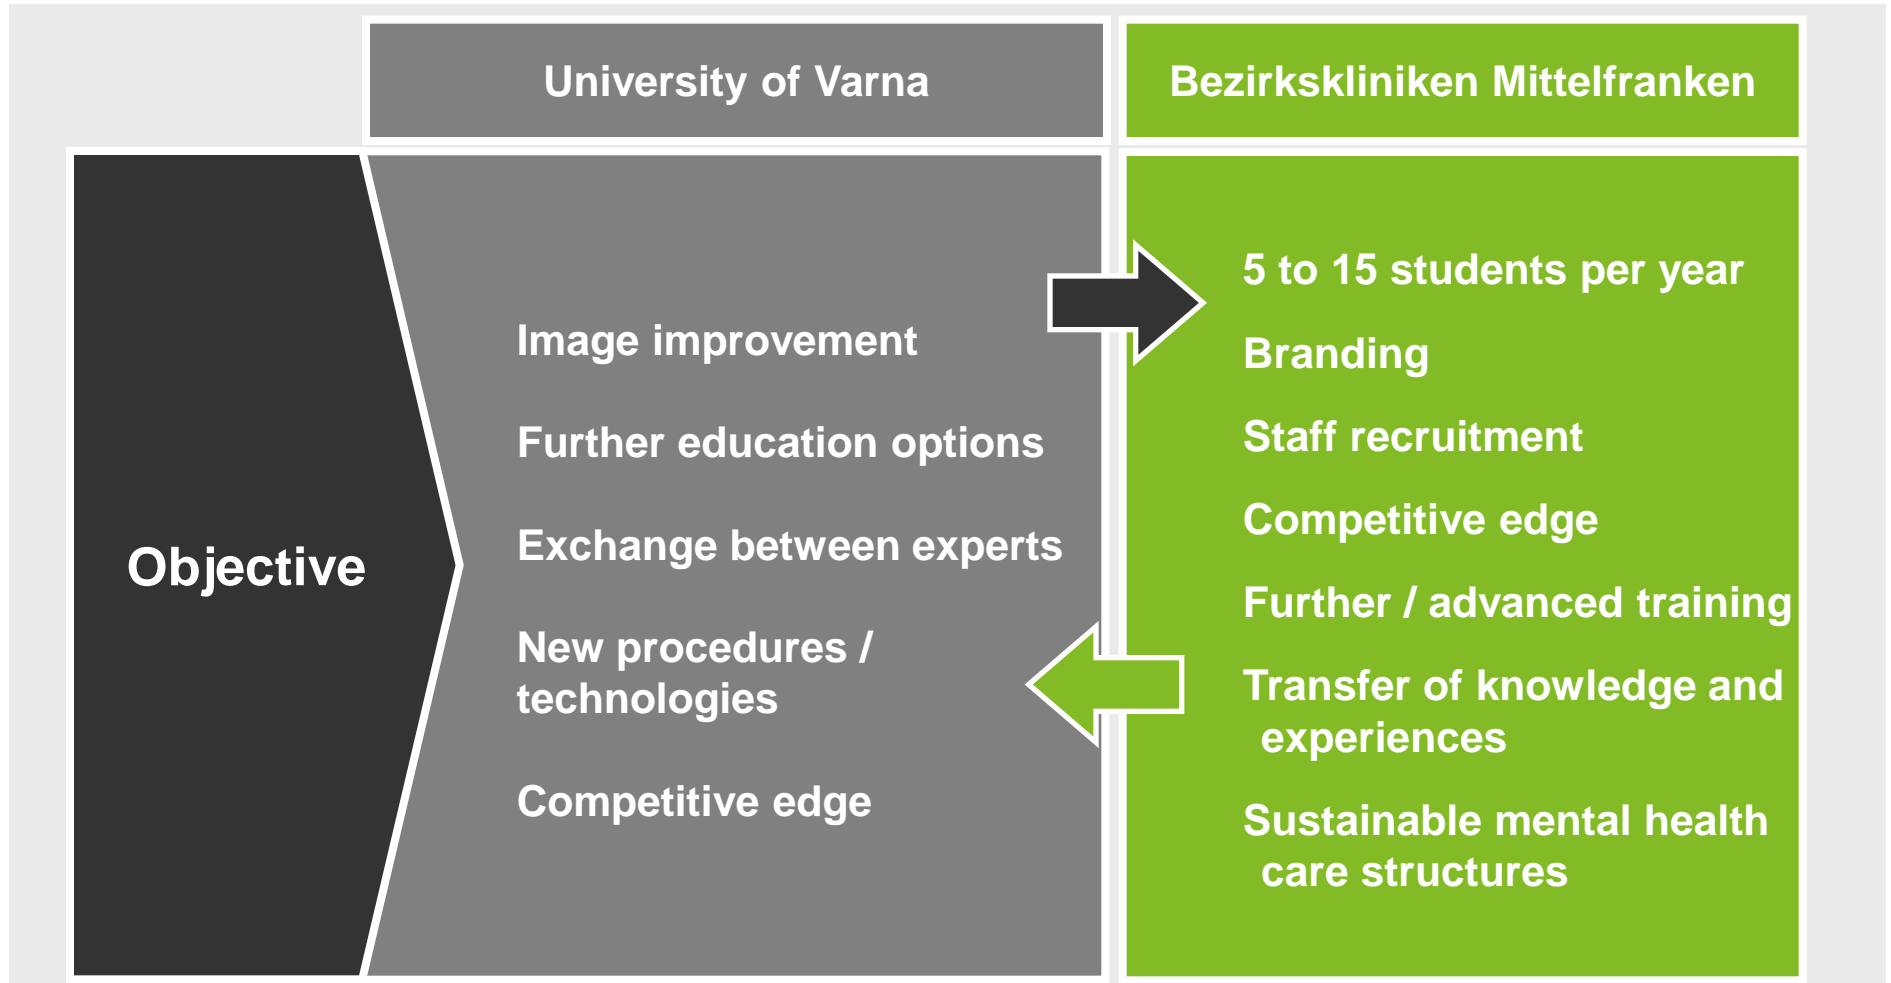 University of Varna
Bezirkskliniken Mittelfranken
Objective
Image improvement
Further education options
Exchange between experts
New procedures /
technologies
Competitive edge
5 to 15 students per year
Branding
Staff recruitment
Competitive edge
Further / advanced training
Transfer of knowledge and
experiences
Sustainable mental health
care structures